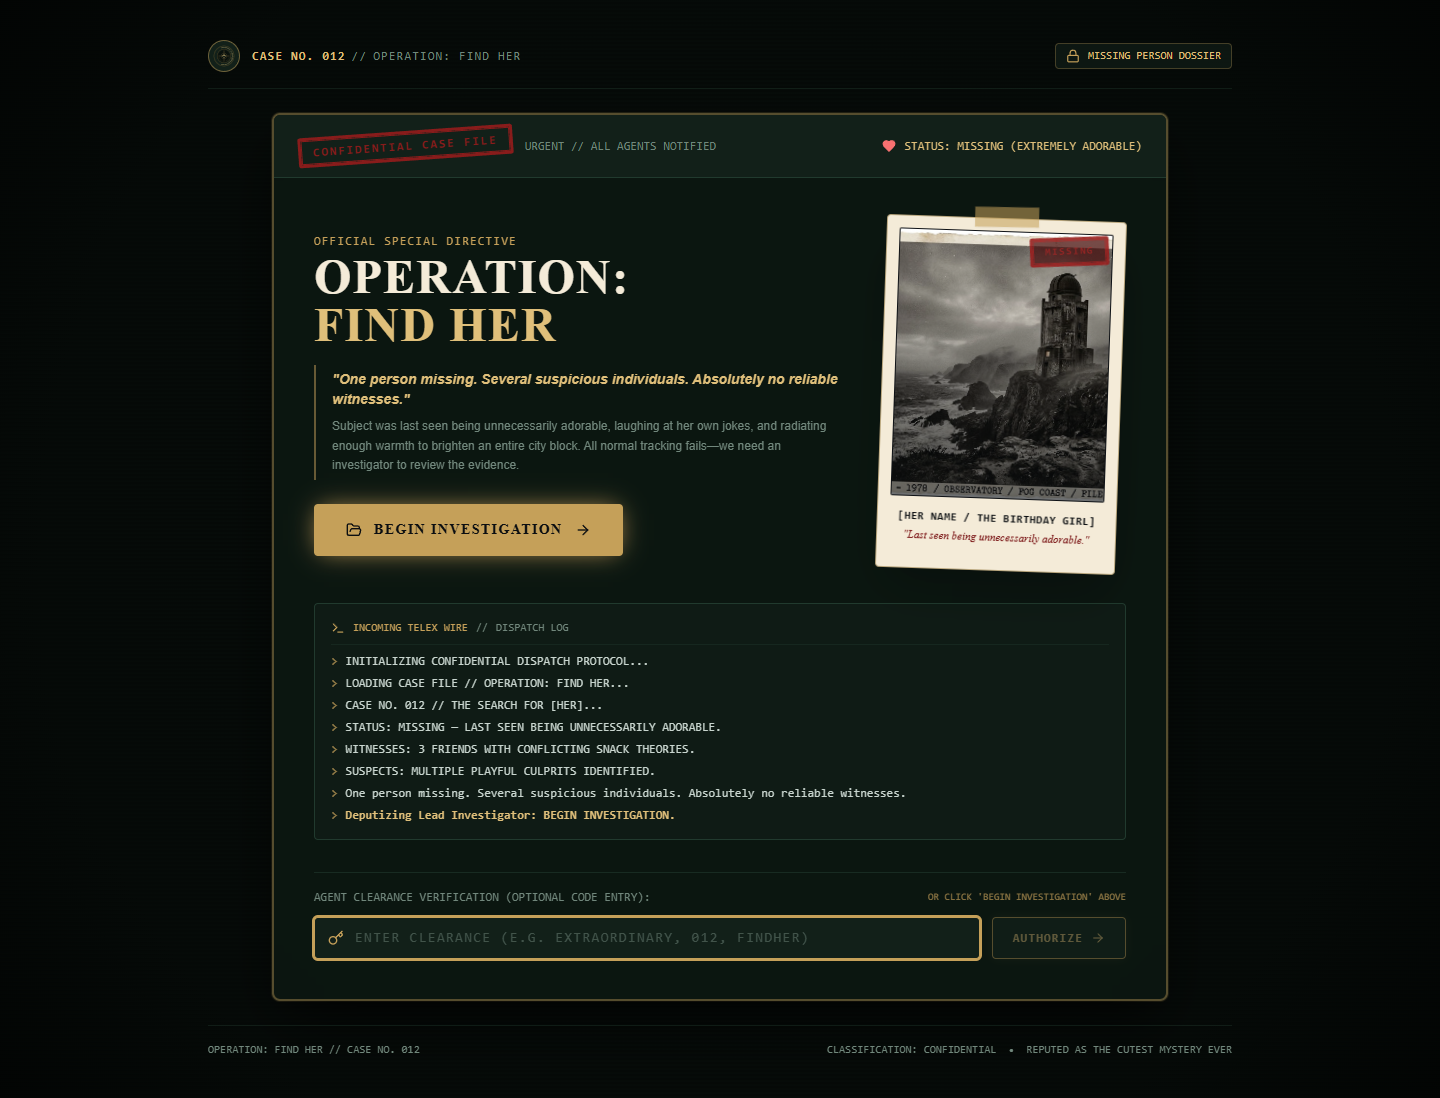 CASE NO. 012 // OPERATION: FIND HER
MISSING PERSON DOSSIER
CONFIDENTIAL CASE FILE
URGENT // ALL AGENTS NOTIFIED
STATUS: MISSING (EXTREMELY ADORABLE)
OFFICIAL SPECIAL DIRECTIVE
OPERATION:
FIND HER
"One person missing. Several suspicious individuals. Absolutely no reliable
witnesses."
Subject was last seen being unnecessarily adorable, laughing at her own jokes, and radiating
enough warmth to brighten an entire city block. All normal tracking fails—we need an
investigator to review the evidence.
BEGIN INVESTIGATION
MISSING
1978 / OBSERVATORY / FOG COAST / FILE
[HER NAME / THE BIRTHDAY GIRL]
"Last seen being unnecessarily adorable."
INCOMING TELEX WIRE // DISPATCH LOG
> INITIALIZING CONFIDENTIAL DISPATCH PROTOCOL...
> LOADING CASE FILE // OPERATION: FIND HER...
> CASE NO. 012 // THE SEARCH FOR [HER]...
> STATUS: MISSING — LAST SEEN BEING UNNECESSARILY ADORABLE.
> WITNESSES: 3 FRIENDS WITH CONFLICTING SNACK THEORIES.
> SUSPECTS: MULTIPLE PLAYFUL CULPRITS IDENTIFIED.
> One person missing. Several suspicious individuals. Absolutely no reliable witnesses.
> Deputizing Lead Investigator: BEGIN INVESTIGATION.
AGENT CLEARANCE VERIFICATION (OPTIONAL CODE ENTRY):
OR CLICK 'BEGIN INVESTIGATION' ABOVE
ENTER CLEARANCE (E.G. EXTRAORDINARY, 012, FINDHER)
AUTHORIZE
OPERATION: FIND HER // CASE NO. 012
CLASSIFICATION: CONFIDENTIAL • REPUTED AS THE CUTEST MYSTERY EVER